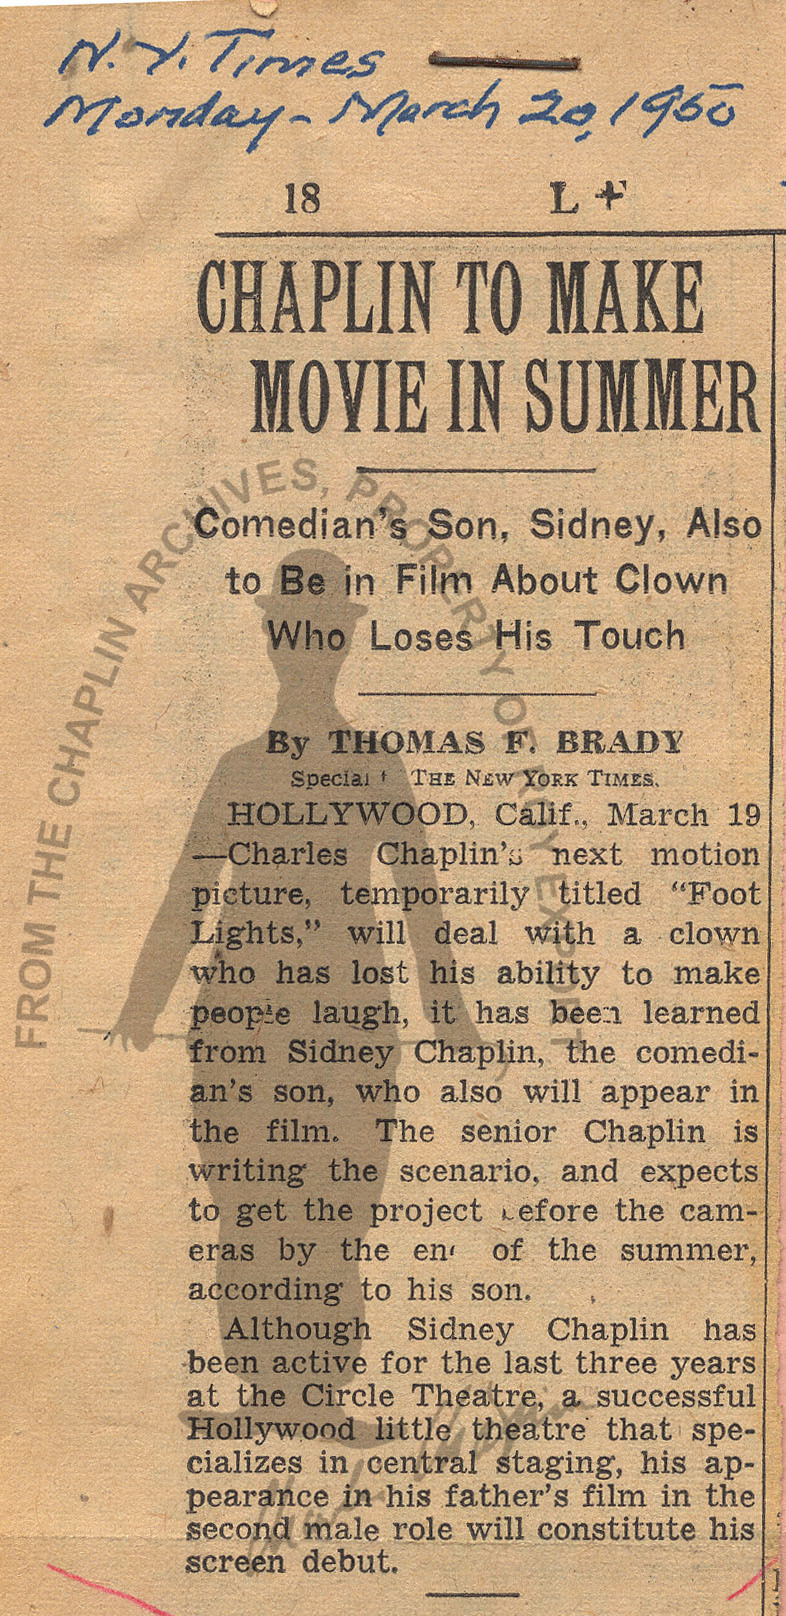 N. Y. Times
Monday - March 20, 1950
18 L +
CHAPLIN TO MAKE
MOVIE IN SUMMER
Comedian's Son, Sidney, Also
to Be in Film About Clown
Who Loses His Touch
By THOMAS F. BRADY
Special t THE NEW YORK TIMES.
HOLLYWOOD, Calif., March 19
—Charles Chaplin's next motion
picture, temporarily titled “Foot
Lights,” will deal with a clown
who has lost his ability to make
people laugh, it has been learned
from Sidney Chaplin, the comedi-
an's son, who also will appear in
the film. The senior Chaplin is
writing the scenario, and expects
to get the project before the cam-
eras by the end of the summer,
according to his son.
Although Sidney Chaplin has
been active for the last three years
at the Circle Theatre, a successful
Hollywood little theatre that spe-
cializes in central staging, his ap-
pearance in his father's film in the
second male role will constitute his
screen debut.
FROM THE CHAPLIN ARCHIVES, PROPERTY OF ROY EXPORT